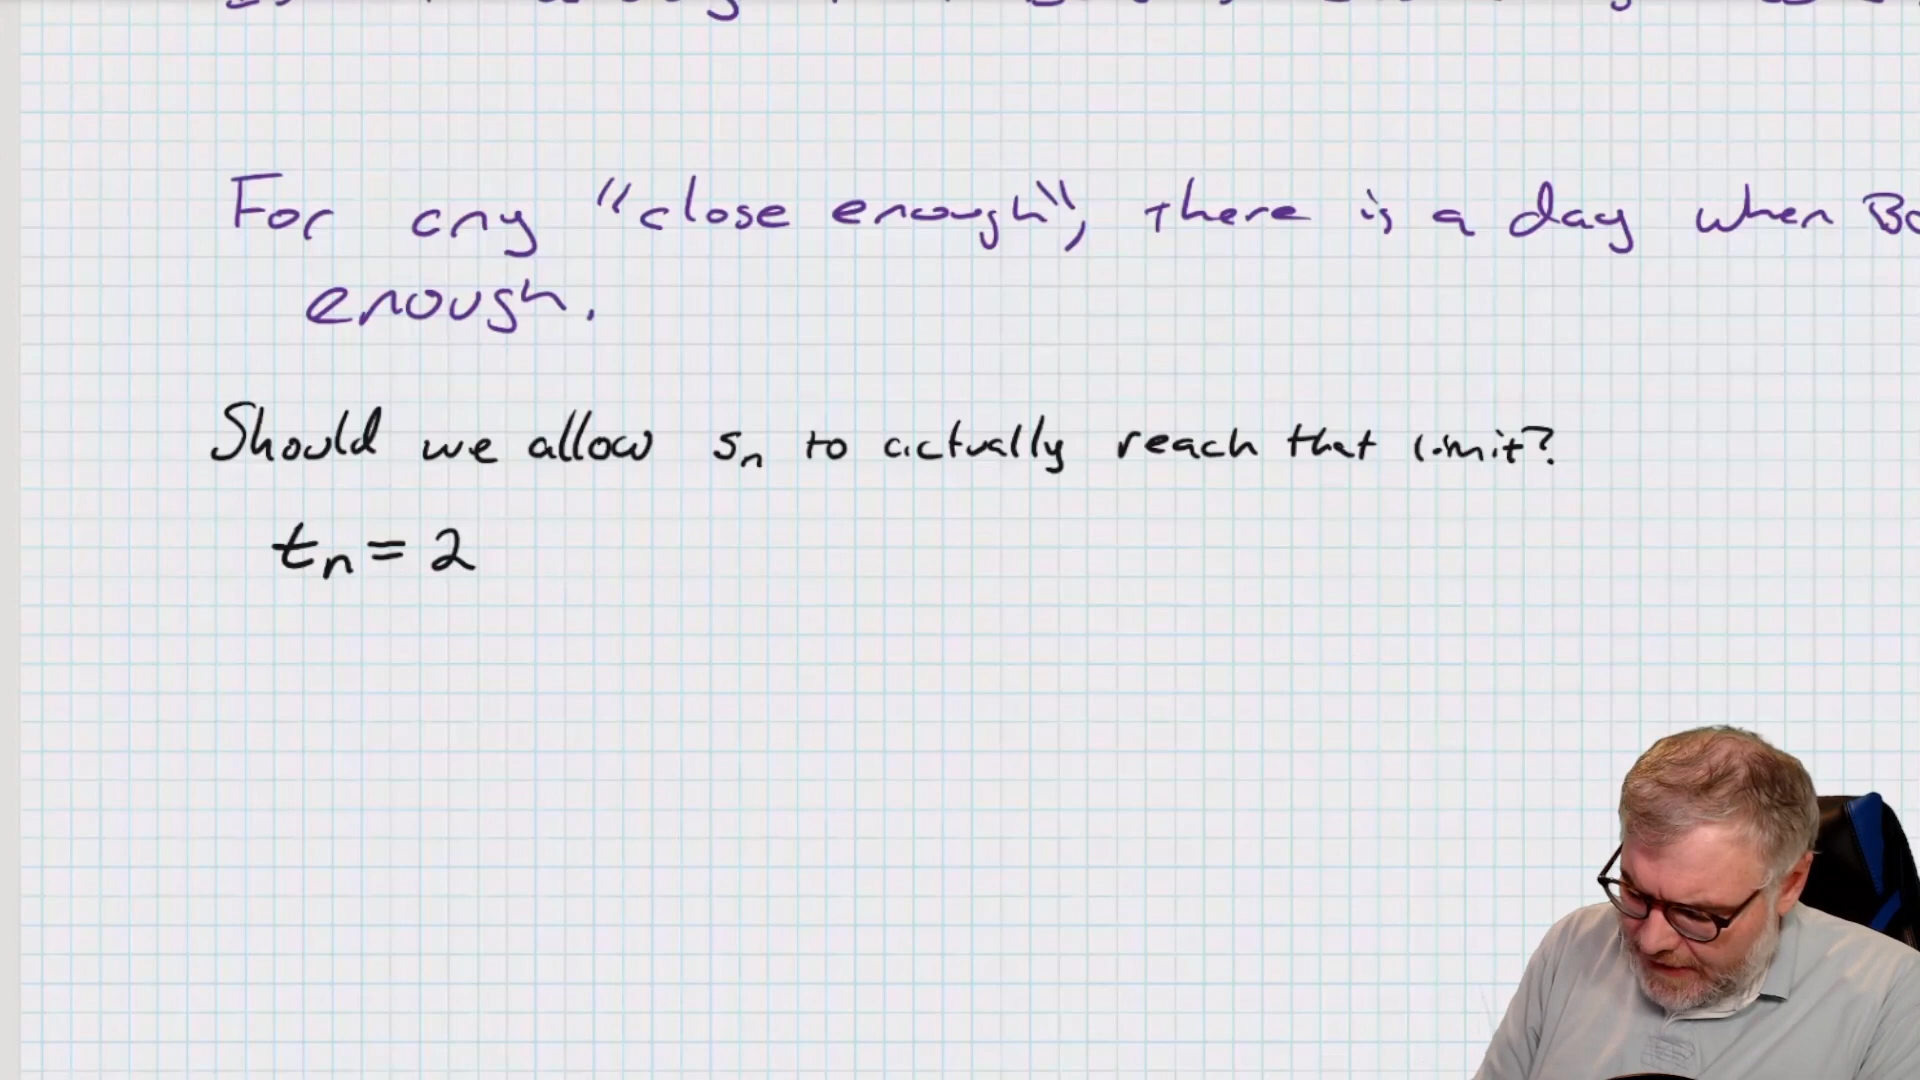 For any "close enough", there is a day when Bo
enough.
Should we allow sₙ to actually reach that limit?
tₙ = 2